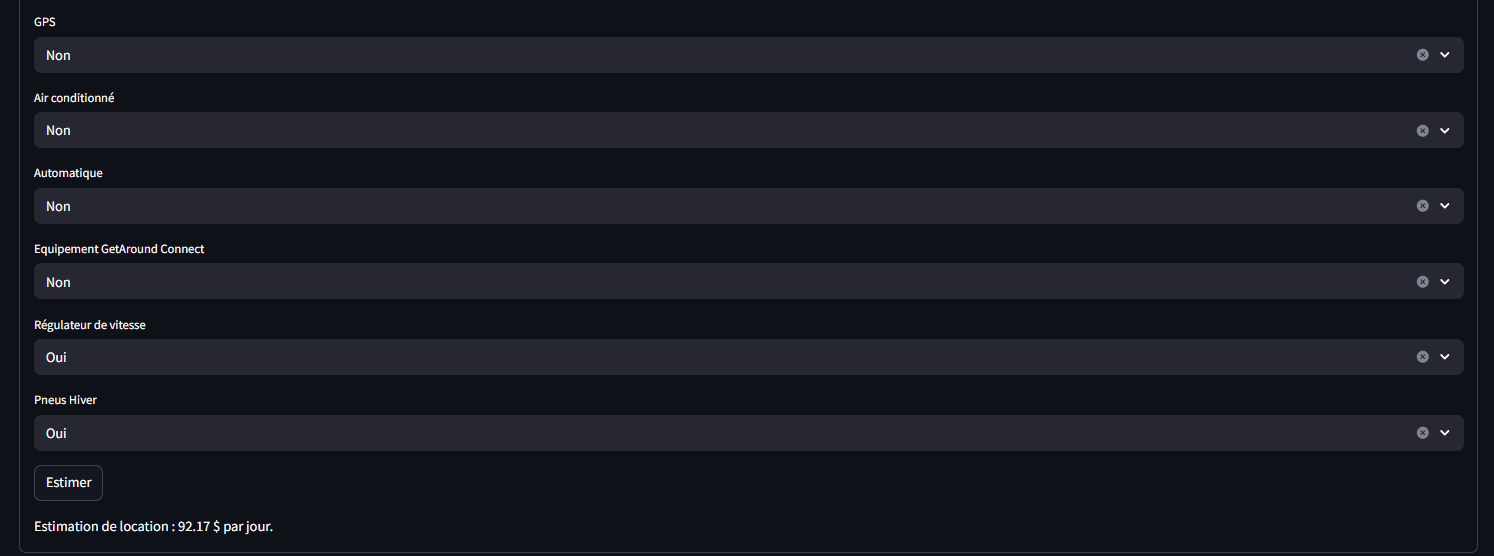 GPS
Non
Air conditionné
Non
Automatique
Non
Equipement GetAround Connect
Non
Régulateur de vitesse
Oui
Pneus Hiver
Oui
Estimer
Estimation de location : 92.17 $ par jour.